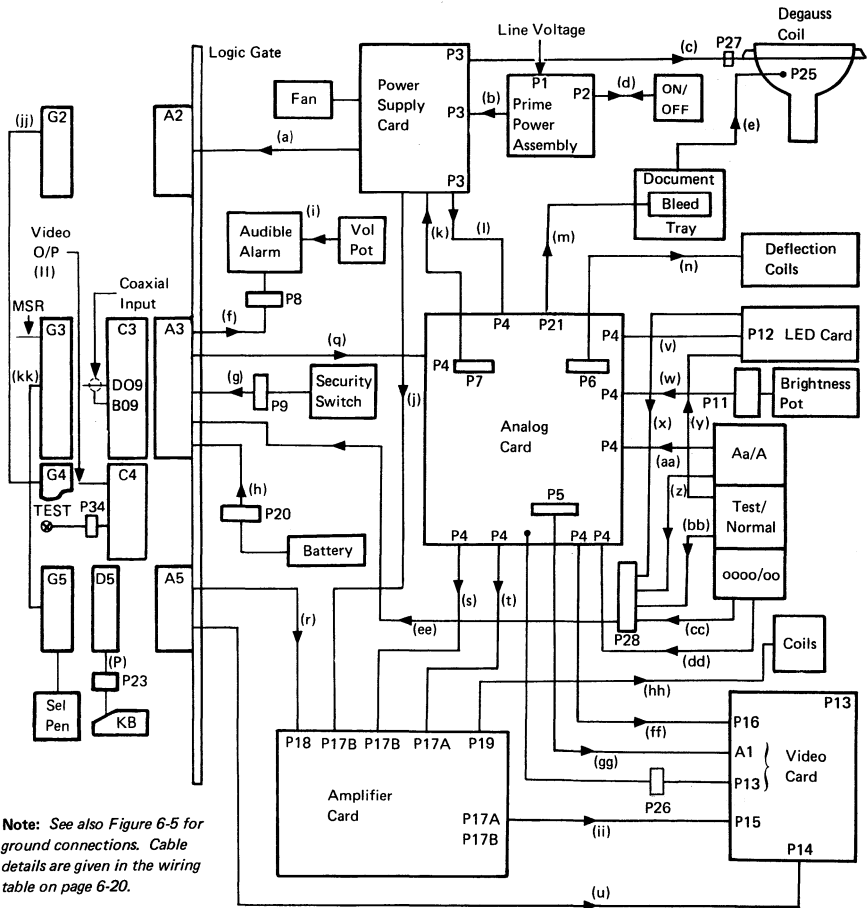 Degauss
Coil
Line Voltage
(c)
P27
Logic Gate
P3
P25
Fan
Power
Supply
Card
P1
P2
(d)
ON/
OFF
(jj)
G2
A2
P3
(b)
Prime
Power
Assembly
(e)
(a)
P3
Document
Bleed
Tray
Video
O/P
(II)
(i)
Audible
Alarm
Vol
Pot
(k)
(l)
(m)
(n)
Deflection
Coils
Coaxial
Input
P8
MSR
G3
C3
A3
(f)
P4
P21
P4
(v)
P12
LED Card
(q)
P4
P7
P6
(kk)
DO9
B09
(g)
P9
Security
Switch
(j)
P4
(w)
P11
Brightness
Pot
Analog
Card
(x)
(y)
P4
(aa)
Aa/A
G4
C4
(h)
P5
(z)
TEST
P34
P20
Test/
Normal
Battery
P4
P4
P4
P4
(bb)
oooo/oo
G5
D5
A5
(s)
(t)
(r)
(ee)
P28
(cc)
(dd)
Coils
(P)
P23
(hh)
Sel
Pen
KB
P13
P18
P17B
P17B
P17A
P19
(ff)
P16
(gg)
A1
P13
Video
Card
Amplifier
Card
P26
P17A
P17B
(ii)
P15
P14
Note: See also Figure 6-5 for
ground connections. Cable
details are given in the wiring
table on page 6-20.
(u)